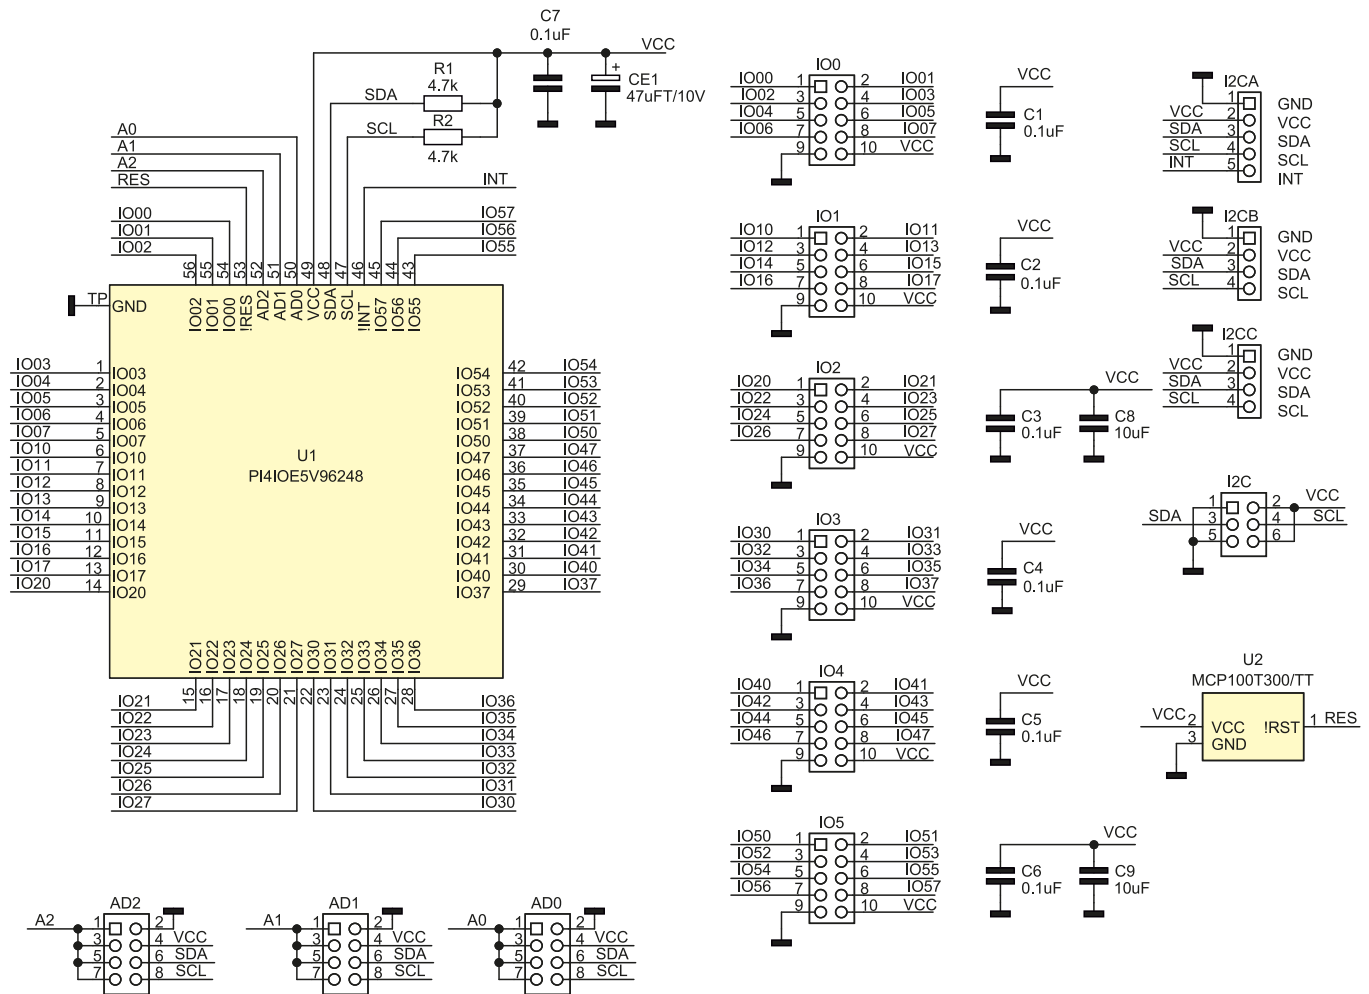 C7
0.1uF
VCC
R1
4.7k
SDA
CE1
47uFT/10V
R2
SCL
4.7k
A0
A1
A2
RES
INT
IO00
IO01
IO02
IO57
IO56
IO55
56 55 54 53 52 51 50 49 48 47 46 45 44 43
TP
GND
IO02 IO01 IO00 !RES AD2 AD1 AD0 VCC SDA SCL !INT IO57 IO56 IO55
IO03 1 IO03 IO54 42 IO54
IO04 2 IO04 IO53 41 IO53
IO05 3 IO05 IO52 40 IO52
IO06 4 IO06 IO51 39 IO51
IO07 5 IO07 IO50 38 IO50
IO10 6 IO10 IO47 37 IO47
IO11 7 IO11 IO46 36 IO46
IO12 8 IO12 IO45 35 IO45
IO13 9 IO13 IO44 34 IO44
IO14 10 IO14 IO43 33 IO43
IO15 11 IO15 IO42 32 IO42
IO16 12 IO16 IO41 31 IO41
IO17 13 IO17 IO40 30 IO40
IO20 14 IO20 IO37 29 IO37
U1
PI4IOE5V96248
IO21 IO22 IO23 IO24 IO25 IO26 IO27 IO30 IO31 IO32 IO33 IO34 IO35 IO36
15 16 17 18 19 20 21 22 23 24 25 26 27 28
IO21 IO36
IO22 IO35
IO23 IO34
IO24 IO33
IO25 IO32
IO26 IO31
IO27 IO30
AD2
A2 1 2
3 4 VCC
5 6 SDA
7 8 SCL
AD1
A1 1 2
3 4 VCC
5 6 SDA
7 8 SCL
AD0
A0 1 2
3 4 VCC
5 6 SDA
7 8 SCL
IO0
IO00 1 2 IO01
IO02 3 4 IO03
IO04 5 6 IO05
IO06 7 8 IO07
9 10 VCC
IO1
IO10 1 2 IO11
IO12 3 4 IO13
IO14 5 6 IO15
IO16 7 8 IO17
9 10 VCC
IO2
IO20 1 2 IO21
IO22 3 4 IO23
IO24 5 6 IO25
IO26 7 8 IO27
9 10 VCC
IO3
IO30 1 2 IO31
IO32 3 4 IO33
IO34 5 6 IO35
IO36 7 8 IO37
9 10 VCC
IO4
IO40 1 2 IO41
IO42 3 4 IO43
IO44 5 6 IO45
IO46 7 8 IO47
9 10 VCC
IO5
IO50 1 2 IO51
IO52 3 4 IO53
IO54 5 6 IO55
IO56 7 8 IO57
9 10 VCC
VCC
C1
0.1uF
VCC
C2
0.1uF
VCC
C3
0.1uF
C8
10uF
VCC
C4
0.1uF
VCC
C5
0.1uF
VCC
C6
0.1uF
C9
10uF
I2CA
1 GND
VCC 2 VCC
SDA 3 SDA
SCL 4 SCL
INT 5 INT
I2CB
1 GND
VCC 2 VCC
SDA 3 SDA
SCL 4 SCL
I2CC
1 GND
VCC 2 VCC
SDA 3 SDA
SCL 4 SCL
I2C
1 2 VCC
SDA 3 4 SCL
5 6
U2
MCP100T300/TT
VCC 2 VCC !RST 1 RES
3 GND